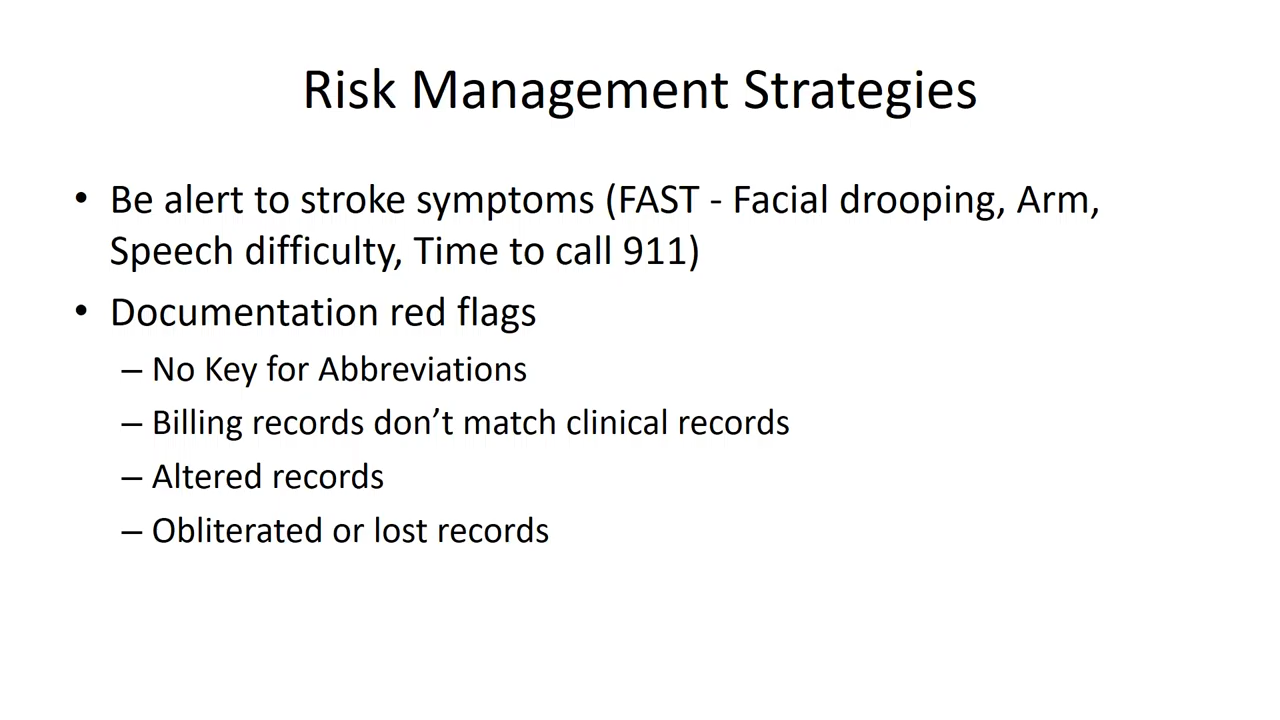 Risk Management Strategies
• Be alert to stroke symptoms (FAST - Facial drooping, Arm,
Speech difficulty, Time to call 911)
• Documentation red flags
– No Key for Abbreviations
– Billing records don’t match clinical records
– Altered records
– Obliterated or lost records